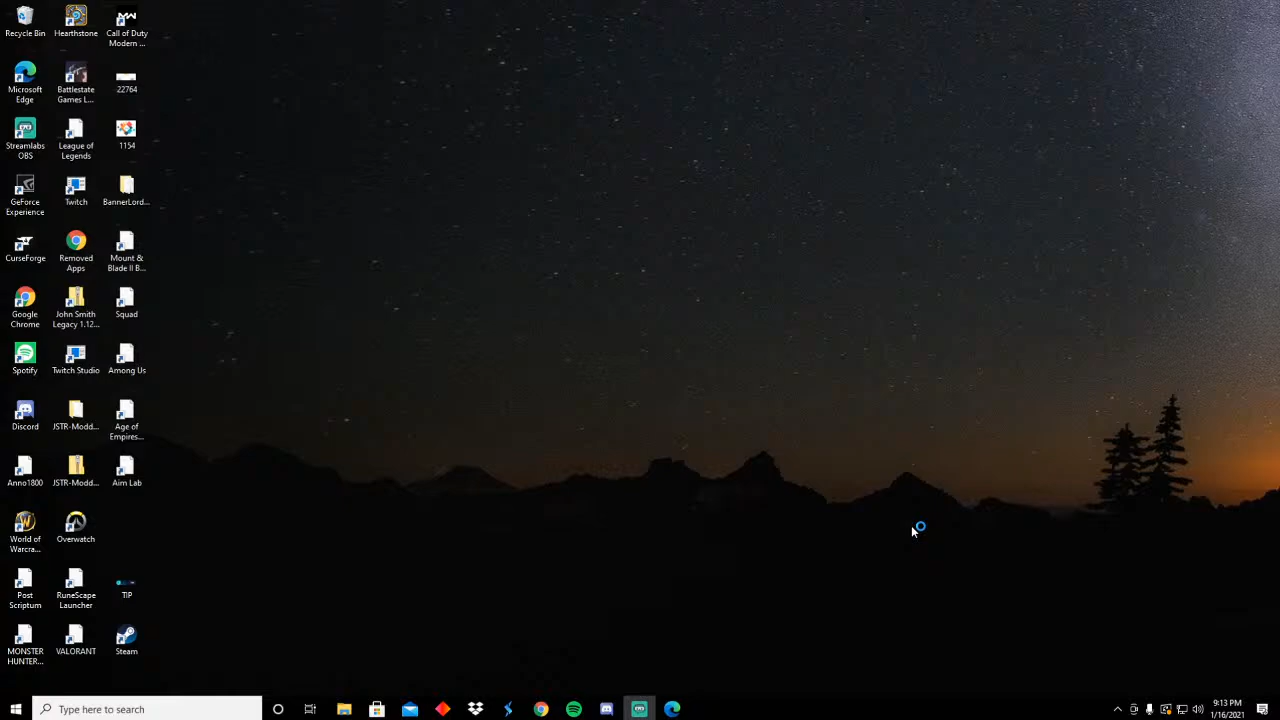 Recycle Bin
Hearthstone
Call of Duty
Modern ...
Microsoft
Edge
Battlestate
Games L...
22764
Streamlabs
OBS
League of
Legends
1154
GeForce
Experience
Twitch
BannerLord...
CurseForge
Removed
Apps
Mount &
Blade II B...
Google
Chrome
John Smith
Legacy 1.12...
Squad
Spotify
Twitch Studio
Among Us
Discord
JSTR-Modd...
Age of
Empires...
Anno1800
JSTR-Modd...
Aim Lab
World of
Warcra...
Overwatch
Post
Scriptum
RuneScape
Launcher
TIP
MONSTER
HUNTER...
VALORANT
Steam
Type here to search
9:13 PM
1/16/2021